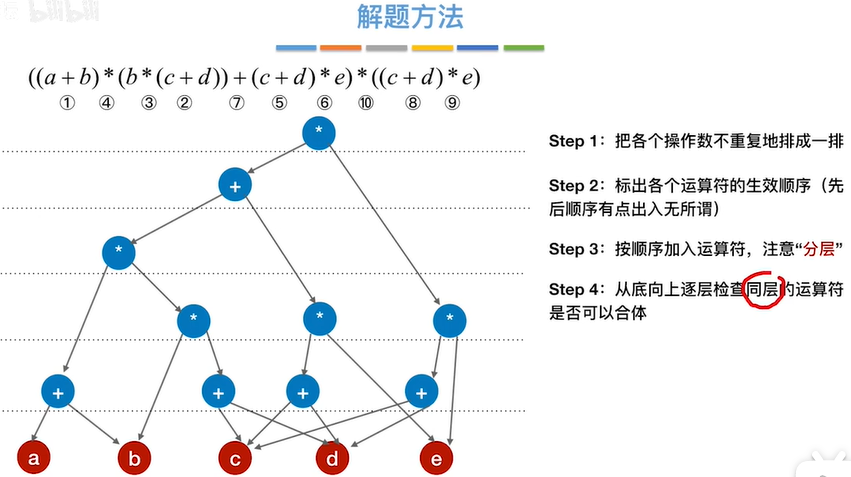 bilibili
解题方法
((a+b)*(b*(c+d))+(c+d)*e)*((c+d)*e)
① ④ ③ ② ⑦ ⑤ ⑥ ⑩ ⑧ ⑨
Step 1：把各个操作数不重复地排成一排
Step 2：标出各个运算符的生效顺序（先
后顺序有点出入无所谓）
Step 3：按顺序加入运算符，注意“分层”
Step 4：从底向上逐层检查同层的运算符
是否可以合体
*
+
*
* * *
+ + + +
a b c d e